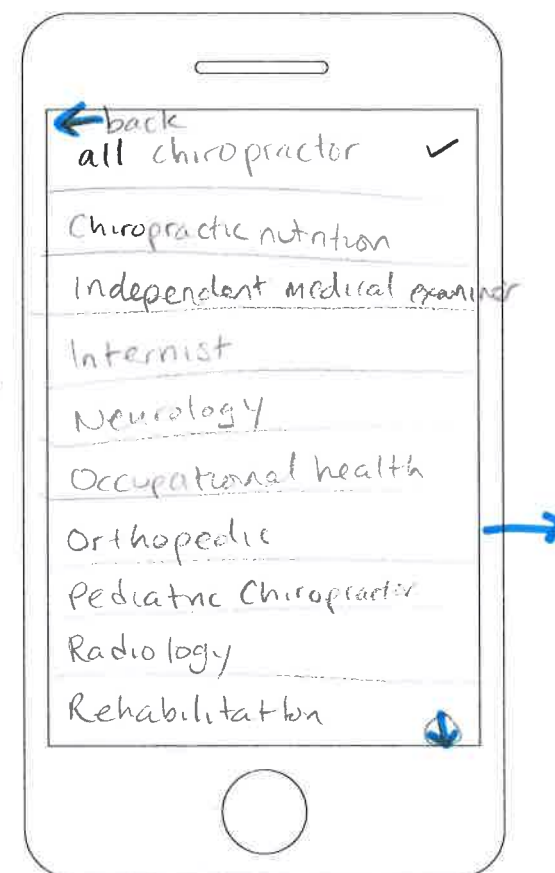 back
all chiropractor
Chiropractic nutrition
Independent medical examiner
Internist
Neurology
Occupational health
Orthopedic
Pediatric Chiropractor
Radiology
Rehabilitation